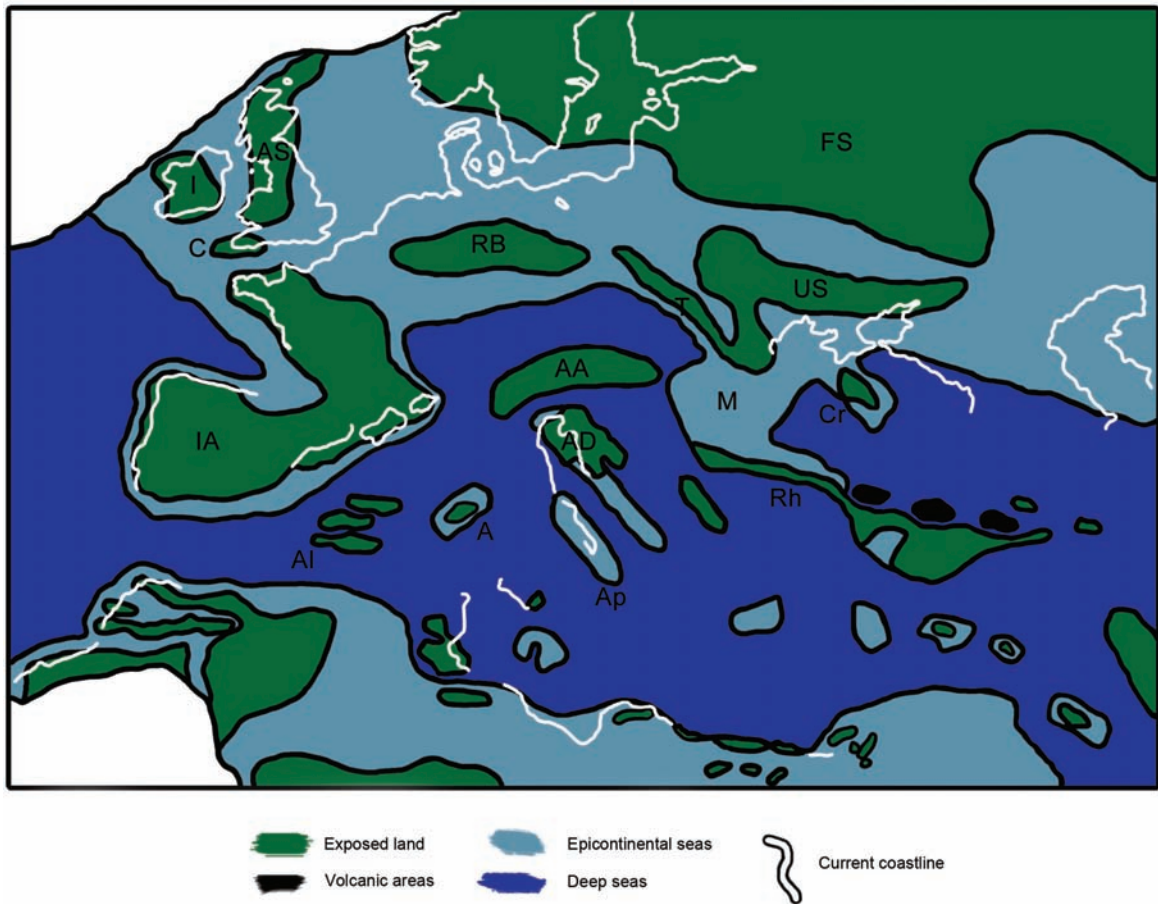 FS
AS
I
C
RB
US
T
AA
M
Cr
IA
AD
Rh
A
Al
Ap
Exposed land
Epicontinental seas
Current coastline
Volcanic areas
Deep seas